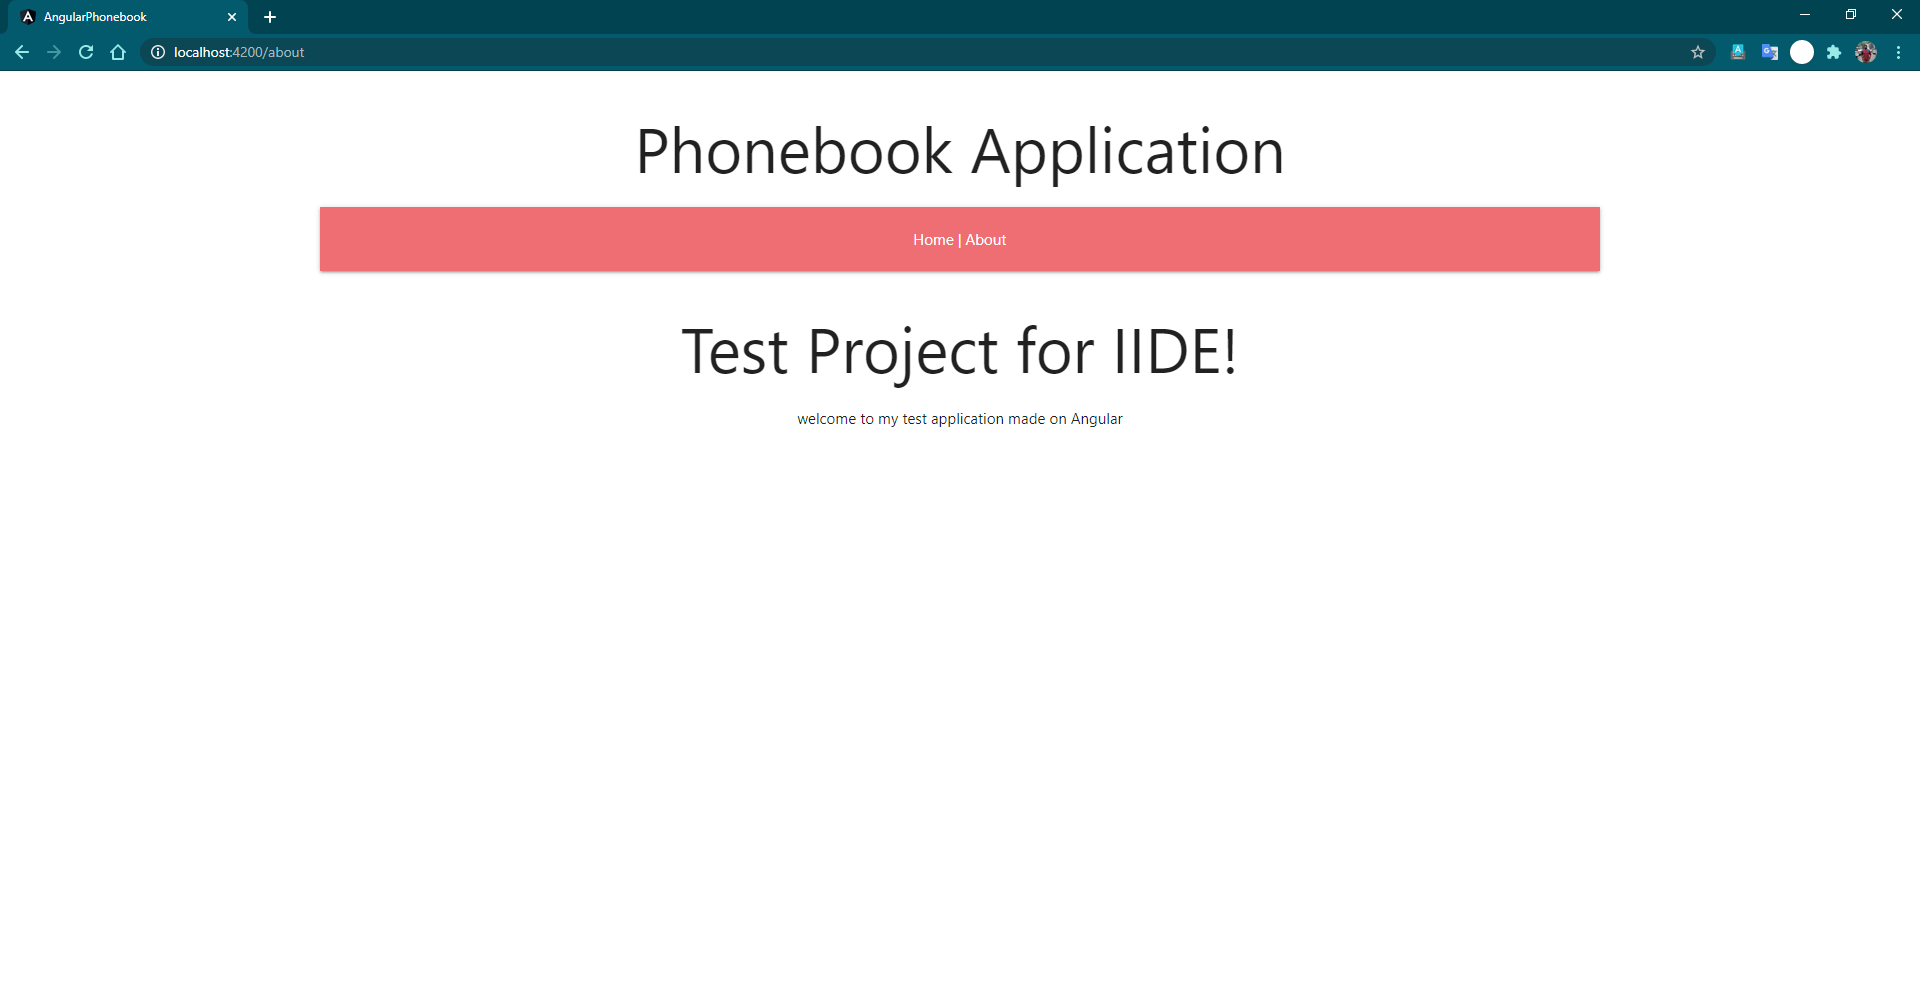 AngularPhonebook
localhost:4200/about
Phonebook Application
Home | About
Test Project for IIDE!
welcome to my test application made on Angular